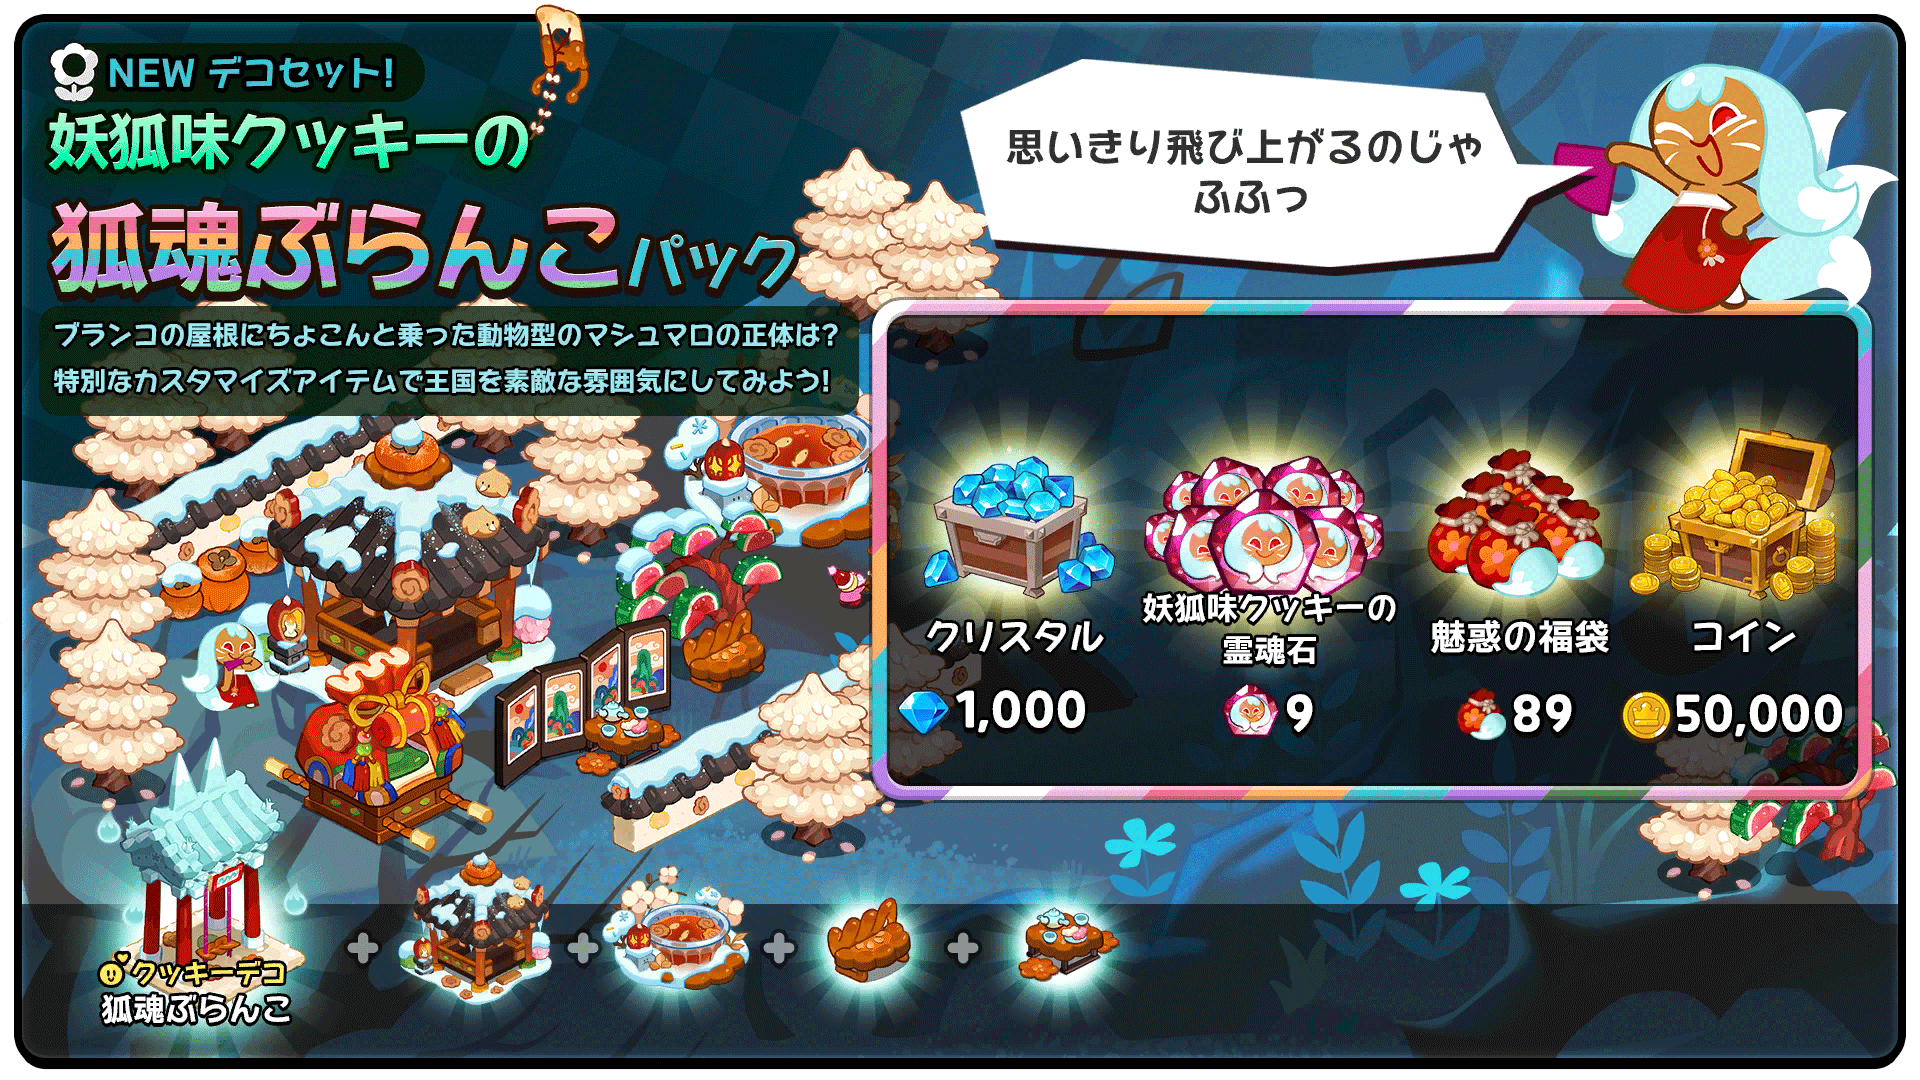 NEW デコセット!
妖狐味クッキーの
狐魂ぶらんこパック
ブランコの屋根にちょこんと乗った動物型のマシュマロの正体は?
特別なカスタマイズアイテムで王国を素敵な雰囲気にしてみよう!
思いきり飛び上がるのじゃ
ふふっ
クリスタル
1,000
妖狐味クッキーの
霊魂石
9
魅惑の福袋
89
コイン
50,000
クッキーデコ
狐魂ぶらんこ
+
+
+
+